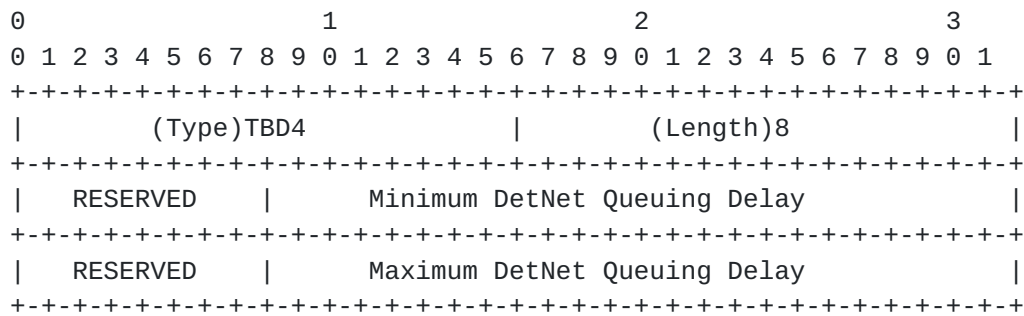 0                   1                   2                   3
0 1 2 3 4 5 6 7 8 9 0 1 2 3 4 5 6 7 8 9 0 1 2 3 4 5 6 7 8 9 0 1
+-+-+-+-+-+-+-+-+-+-+-+-+-+-+-+-+-+-+-+-+-+-+-+-+-+-+-+-+-+-+-+-+
|        (Type)TBD4             |        (Length)8              |
+-+-+-+-+-+-+-+-+-+-+-+-+-+-+-+-+-+-+-+-+-+-+-+-+-+-+-+-+-+-+-+-+
|   RESERVED    |      Minimum DetNet Queuing Delay             |
+-+-+-+-+-+-+-+-+-+-+-+-+-+-+-+-+-+-+-+-+-+-+-+-+-+-+-+-+-+-+-+-+
|   RESERVED    |      Maximum DetNet Queuing Delay             |
+-+-+-+-+-+-+-+-+-+-+-+-+-+-+-+-+-+-+-+-+-+-+-+-+-+-+-+-+-+-+-+-+